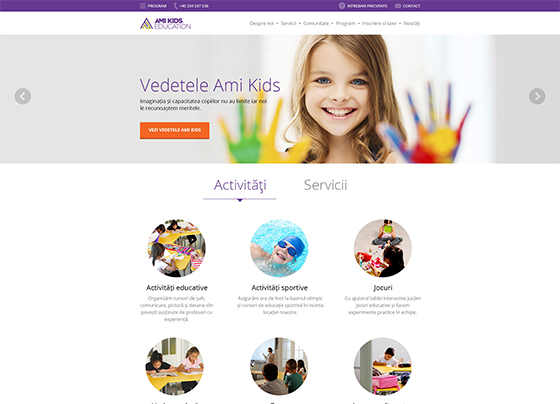 PROGRAM
+40 234 537 536
INTREBARI FRECVENTE
CONTACT
AMI KIDS
EDUCATION
Despre noi • Servicii • Comunitate • Program • Inscriere si taxe • Noutăți
Vedetele Ami Kids
Imaginația și capacitatea copiilor nu au limite iar noi
le recunoaștem meritele.
VEZI VEDETELE AMI KIDS
Activități
Servicii
Activități educative
Organizăm cursuri de șah,
comunicare, pictură și desene din
povești susținute de profesori cu
experiență.
Activități sportive
Asigurăm ore de înot la bazinul olimpic
și cursuri de educație sportivă în incinta
locației noastre.
Jocuri
Cu ajutorul tablei interactive jucăm
jocuri educative și facem
experimente practice în echipe.